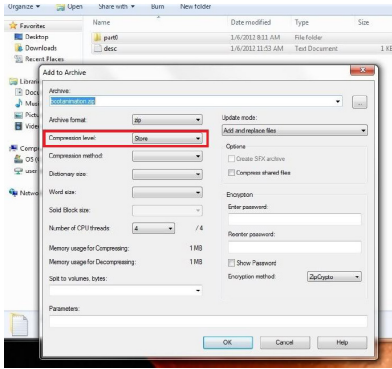 Organize ▾ Open Share with ▾ Burn New folder
Favorites
Desktop
Downloads
Recent Places
Name Date modified Type Size
part0 1/6/2012 8:11 AM File folder
desc 1/6/2012 11:53 AM Text Document 1 KB
Add to Archive
Archive:
bootanimation.zip
...
Archive format: zip
Compression level: Store
Compression method:
Dictionary size:
Word size:
Solid Block size:
Number of CPU threads 4 / 4
Memory usage for Compressing: 1 MB
Memory usage for Decompressing: 1 MB
Split to volumes, bytes:
Parameters:
Update mode:
Add and replace files
Options
Create SFX archive
Compress shared files
Encryption
Enter password:
Reenter password:
Show Password
Encryption method: ZipCrypto
OK Cancel Help